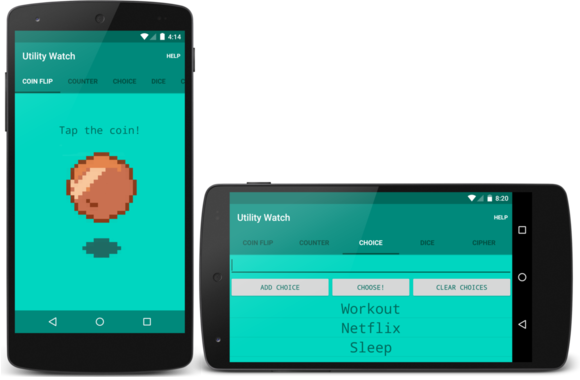 4:14
Utility Watch HELP
COIN FLIP COUNTER CHOICE DICE
Tap the coin!
8:20
Utility Watch HELP
COIN FLIP COUNTER CHOICE DICE CIPHER
ADD CHOICE CHOOSE! CLEAR CHOICES
Workout
Netflix
Sleep